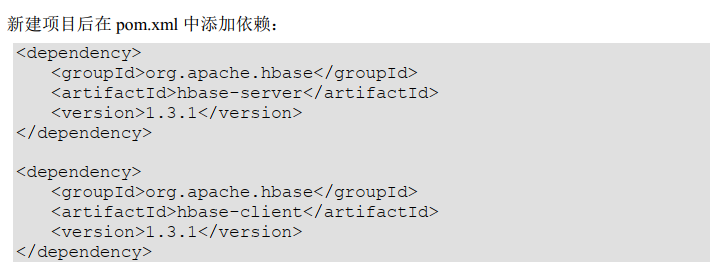 新建项目后在 pom.xml 中添加依赖：
<dependency>
    <groupId>org.apache.hbase</groupId>
    <artifactId>hbase-server</artifactId>
    <version>1.3.1</version>
</dependency>

<dependency>
    <groupId>org.apache.hbase</groupId>
    <artifactId>hbase-client</artifactId>
    <version>1.3.1</version>
</dependency>